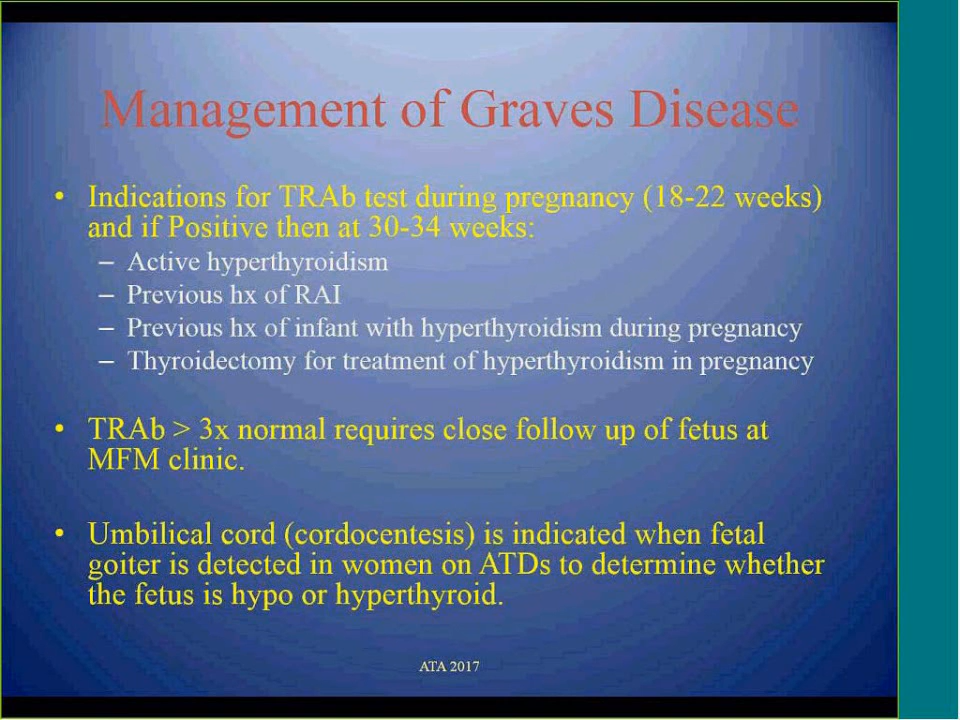 Management of Graves Disease
• Indications for TRAb test during pregnancy (18-22 weeks)
and if Positive then at 30-34 weeks:
– Active hyperthyroidism
– Previous hx of RAI
– Previous hx of infant with hyperthyroidism during pregnancy
– Thyroidectomy for treatment of hyperthyroidism in pregnancy
• TRAb > 3x normal requires close follow up of fetus at
MFM clinic.
• Umbilical cord (cordocentesis) is indicated when fetal
goiter is detected in women on ATDs to determine whether
the fetus is hypo or hyperthyroid.
ATA 2017